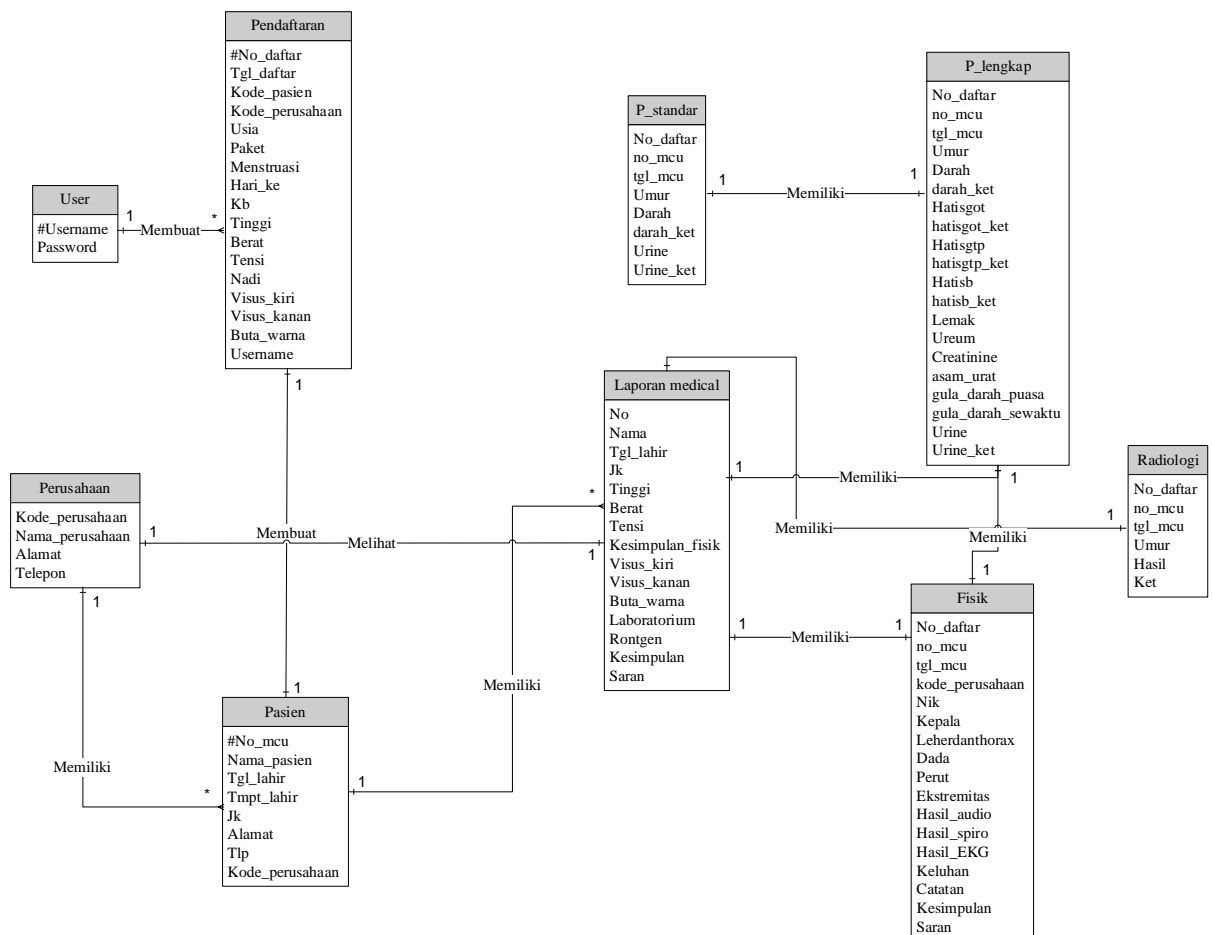 Pendaftaran
#No_daftar
Tgl_daftar
Kode_pasien
Kode_perusahaan
Usia
Paket
Menstruasi
Hari_ke
Kb
Tinggi
Berat
Tensi
Nadi
Visus_kiri
Visus_kanan
Buta_warna
Username
User
#Username
Password
1
Membuat
*
P_standar
No_daftar
no_mcu
tgl_mcu
Umur
Darah
darah_ket
Urine
Urine_ket
1
Memiliki
1
P_lengkap
No_daftar
no_mcu
tgl_mcu
Umur
Darah
darah_ket
Hatisgot
hatisgot_ket
Hatisgtp
hatisgtp_ket
Hatisb
hatisb_ket
Lemak
Ureum
Creatinine
asam_urat
gula_darah_puasa
gula_darah_sewaktu
Urine
Urine_ket
1
Membuat
1
Perusahaan
Kode_perusahaan
Nama_perusahaan
Alamat
Telepon
1
Melihat
1
1
Memiliki
*
Pasien
#No_mcu
Nama_pasien
Tgl_lahir
Tmpt_lahir
Jk
Alamat
Tlp
Kode_perusahaan
1
Memiliki
*
Laporan medical
No
Nama
Tgl_lahir
Jk
Tinggi
Berat
Tensi
Kesimpulan_fisik
Visus_kiri
Visus_kanan
Buta_warna
Laboratorium
Rontgen
Kesimpulan
Saran
1
Memiliki
1
Memiliki
1
Memiliki
1
1
Memiliki
1
Radiologi
No_daftar
no_mcu
tgl_mcu
Umur
Hasil
Ket
Fisik
No_daftar
no_mcu
tgl_mcu
kode_perusahaan
Nik
Kepala
Leherdanthorax
Dada
Perut
Ekstremitas
Hasil_audio
Hasil_spiro
Hasil_EKG
Keluhan
Catatan
Kesimpulan
Saran